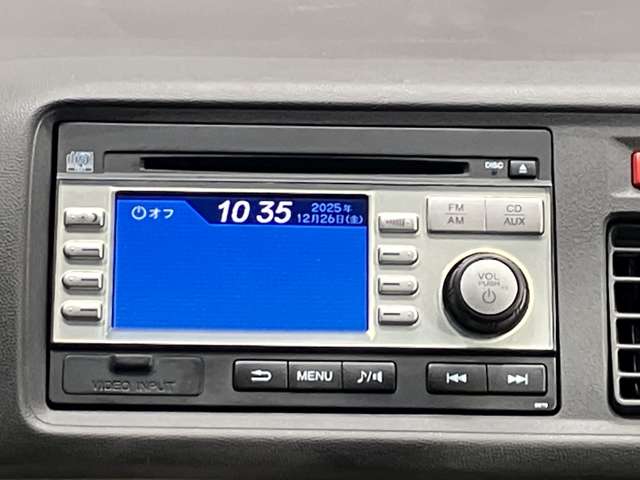 DISC
オフ 10 35 2025年
12月26日(金)
FM
AM
CD
AUX
VOL
PUSH
VIDEO INPUT
MENU